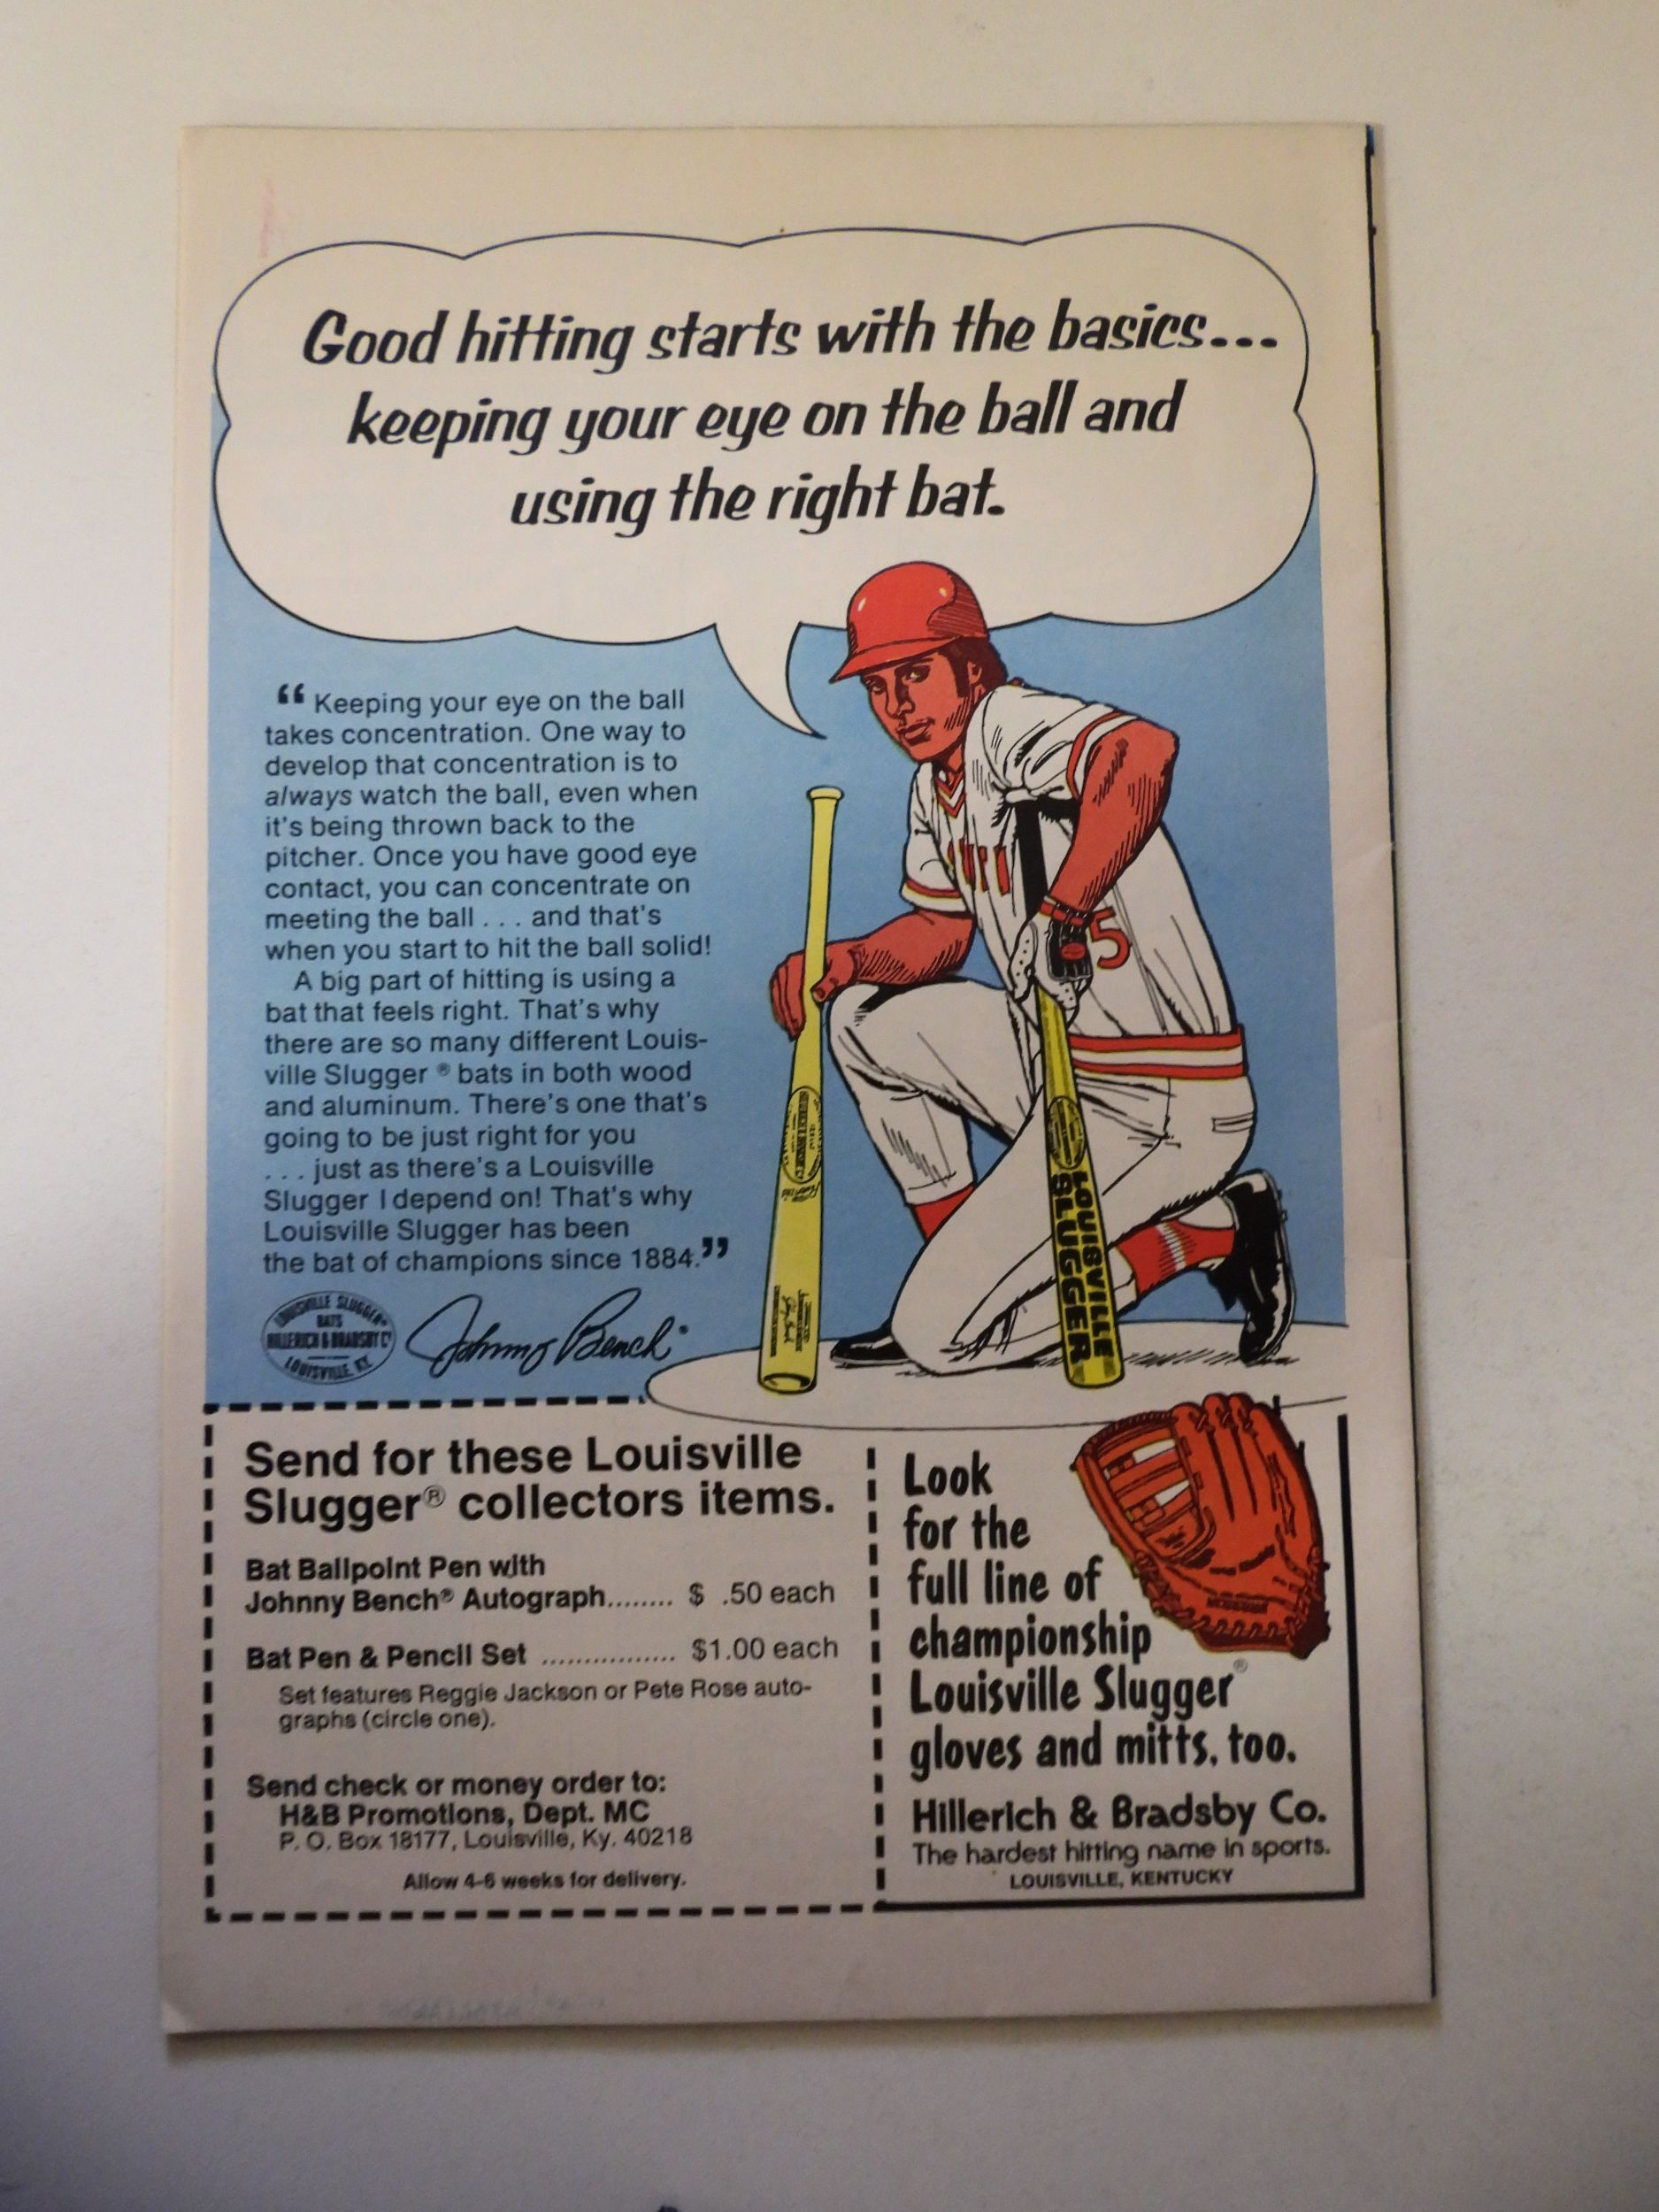 Good hitting starts with the basics...
keeping your eye on the ball and
using the right bat.
“ Keeping your eye on the ball
takes concentration. One way to
develop that concentration is to
always watch the ball, even when
it's being thrown back to the
pitcher. Once you have good eye
contact, you can concentrate on
meeting the ball . . . and that's
when you start to hit the ball solid!
A big part of hitting is using a
bat that feels right. That's why
there are so many different Louis-
ville Slugger ® bats in both wood
and aluminum. There's one that's
going to be just right for you
. . . just as there's a Louisville
Slugger I depend on! That's why
Louisville Slugger has been
the bat of champions since 1884.”
LOUISVILLE SLUGGER
BATS
HILLERICH & BRADSBY Co
LOUISVILLE, KY.
Johnny Bench
5
LOUISVILLE
SLUGGER
Send for these Louisville
Slugger® collectors items.
Bat Ballpoint Pen with
Johnny Bench® Autograph........ $ .50 each
Bat Pen & Pencil Set ................ $1.00 each
Set features Reggie Jackson or Pete Rose auto-
graphs (circle one).
Send check or money order to:
H&B Promotions, Dept. MC
P. O. Box 18177, Louisville, Ky. 40218
Allow 4-6 weeks for delivery.
Look
for the
full line of
championship
Louisville Slugger®
gloves and mitts, too.
Hillerich & Bradsby Co.
The hardest hitting name in sports.
LOUISVILLE, KENTUCKY